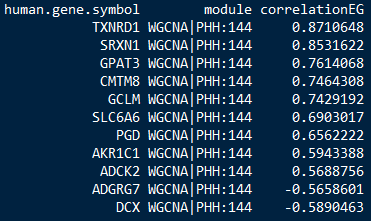 human.gene.symbol module correlationEG
TXNRD1 WGCNA|PHH:144 0.8710648
SRXN1 WGCNA|PHH:144 0.8531622
GPAT3 WGCNA|PHH:144 0.7614068
CMTM8 WGCNA|PHH:144 0.7464308
GCLM WGCNA|PHH:144 0.7429192
SLC6A6 WGCNA|PHH:144 0.6903017
PGD WGCNA|PHH:144 0.6562222
AKR1C1 WGCNA|PHH:144 0.5943388
ADCK2 WGCNA|PHH:144 0.5688756
ADGRG7 WGCNA|PHH:144 -0.5658601
DCX WGCNA|PHH:144 -0.5890463